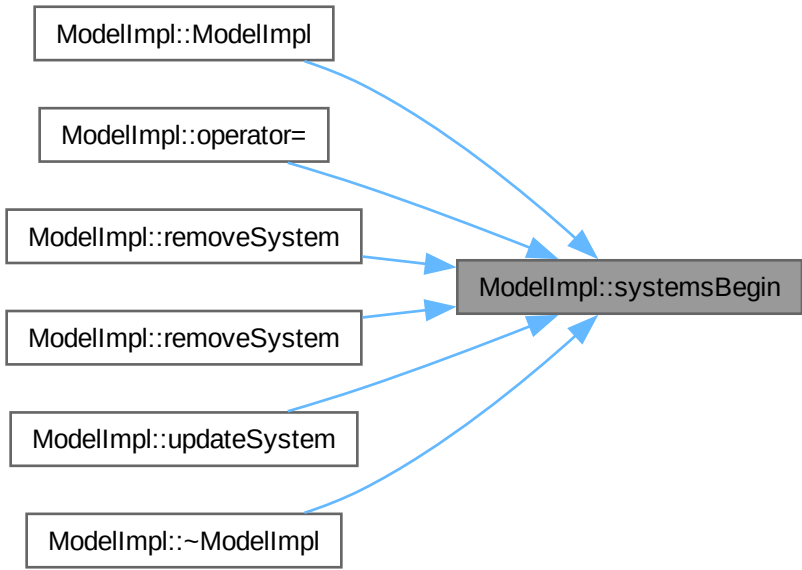 ModelImpl::ModelImpl
ModelImpl::operator=
ModelImpl::removeSystem
ModelImpl::systemsBegin
ModelImpl::removeSystem
ModelImpl::updateSystem
ModelImpl::~ModelImpl